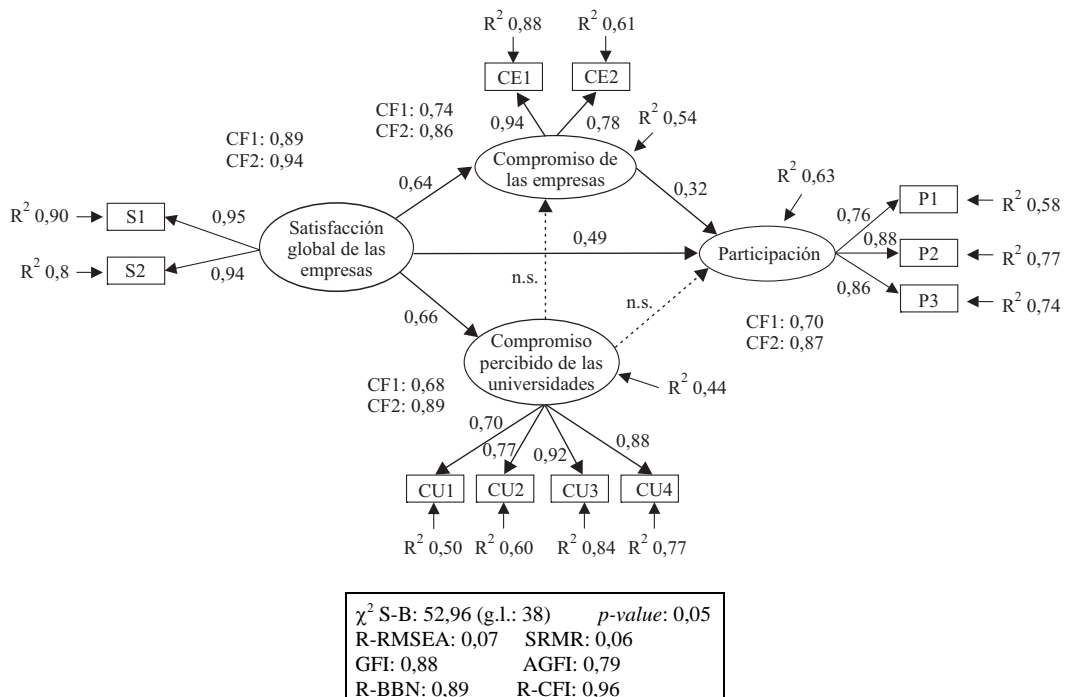 R² 0,88
R² 0,61
CE1
CE2
CF1: 0,74
CF2: 0,86
0,94
0,78
R² 0,54
CF1: 0,89
CF2: 0,94
Compromiso de
las empresas
R² 0,63
0,64
0,32
R² 0,90
S1
0,95
Satisfacción
global de las
empresas
0,49
Participación
0,76
P1
R² 0,58
0,88
P2
R² 0,77
R² 0,8
S2
0,94
n.s.
n.s.
0,86
P3
R² 0,74
0,66
CF1: 0,70
CF2: 0,87
Compromiso
percibido de las
universidades
CF1: 0,68
CF2: 0,89
R² 0,44
0,70
0,77
0,92
0,88
CU1
CU2
CU3
CU4
R² 0,50
R² 0,60
R² 0,84
R² 0,77
χ² S-B: 52,96 (g.l.: 38) p-value: 0,05
R-RMSEA: 0,07 SRMR: 0,06
GFI: 0,88 AGFI: 0,79
R-BBN: 0,89 R-CFI: 0,96